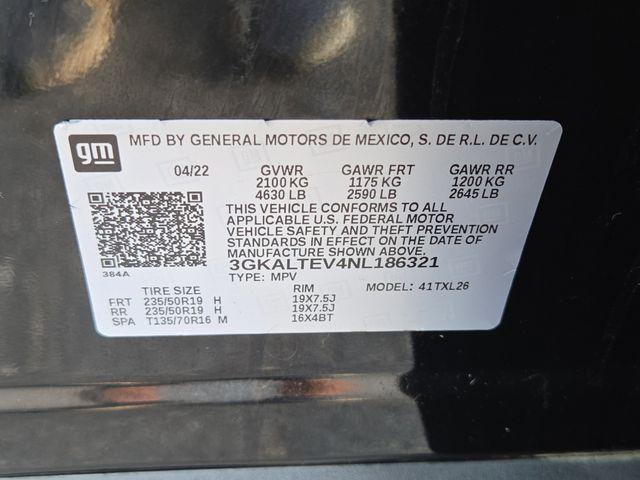 gm
MFD BY GENERAL MOTORS DE MEXICO, S. DE R.L. DE C.V.
04/22 GVWR GAWR FRT GAWR RR
2100 KG 1175 KG 1200 KG
4630 LB 2590 LB 2645 LB
THIS VEHICLE CONFORMS TO ALL
APPLICABLE U.S. FEDERAL MOTOR
VEHICLE SAFETY AND THEFT PREVENTION
STANDARDS IN EFFECT ON THE DATE OF
MANUFACTURE SHOWN ABOVE.
384A
3GKALTEV4NL186321
TYPE: MPV MODEL: 41TXL26
TIRE SIZE RIM
FRT 235/50R19 H 19X7.5J
RR 235/50R19 H 19X7.5J
SPA T135/70R16 M 16X4BT